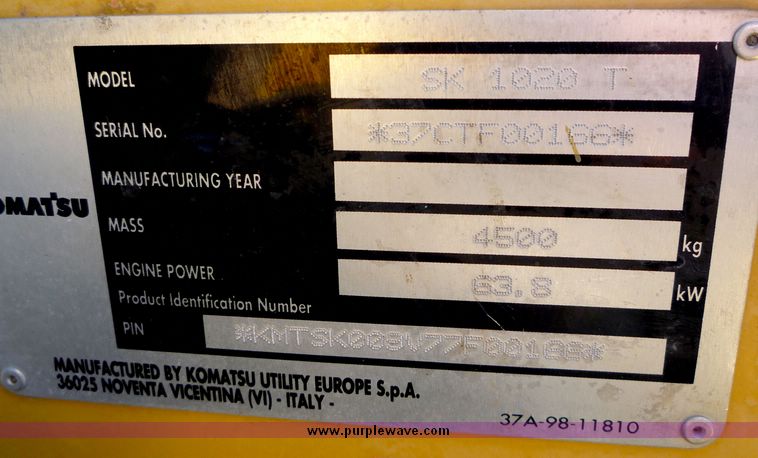 MODEL SK 1020 T
SERIAL No. *37CTF00166*
MANUFACTURING YEAR
OMATSU
MASS 4500 kg
ENGINE POWER 63.8 kW
Product Identification Number
PIN
MANUFACTURED BY KOMATSU UTILITY EUROPE S.p.A.
36025 NOVENTA VICENTINA (VI) - ITALY -
37A-98-11810
www.purplewave.com